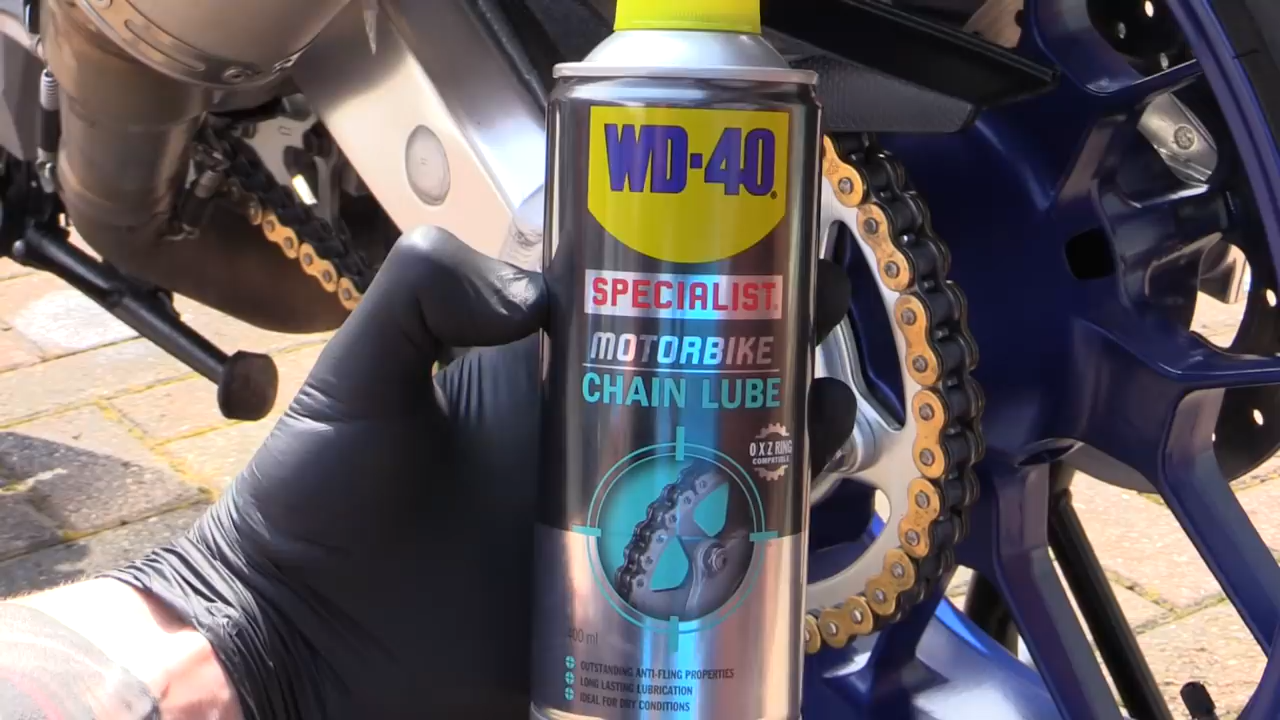 WD-40®
SPECIALIST®
MOTORBIKE
CHAIN LUBE
O X Z RING
COMPATIBLE
400 ml
OUTSTANDING ANTI-FLING PROPERTIES
LONG LASTING LUBRICATION
IDEAL FOR DRY CONDITIONS